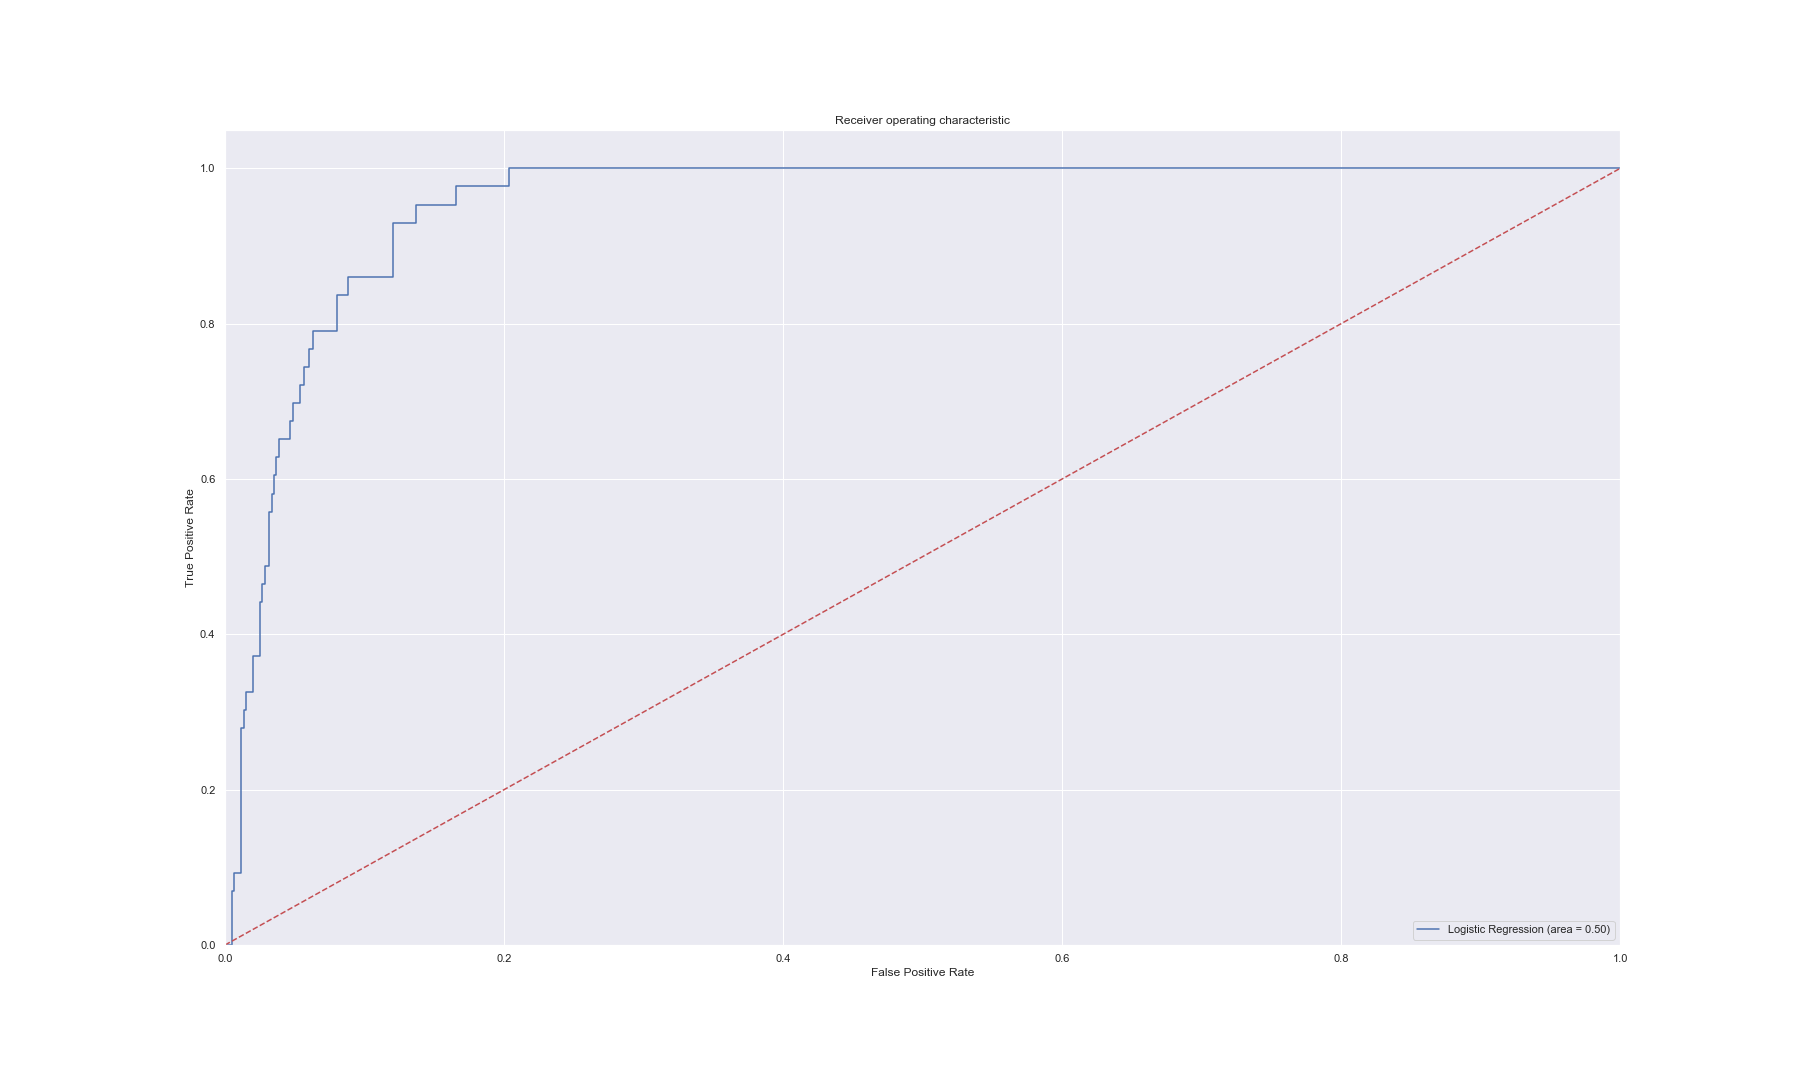 Receiver operating characteristic
1.0
0.8
0.6
0.4
0.2
0.0
True Positive Rate
0.0 0.2 0.4 0.6 0.8 1.0
False Positive Rate
Logistic Regression (area = 0.50)